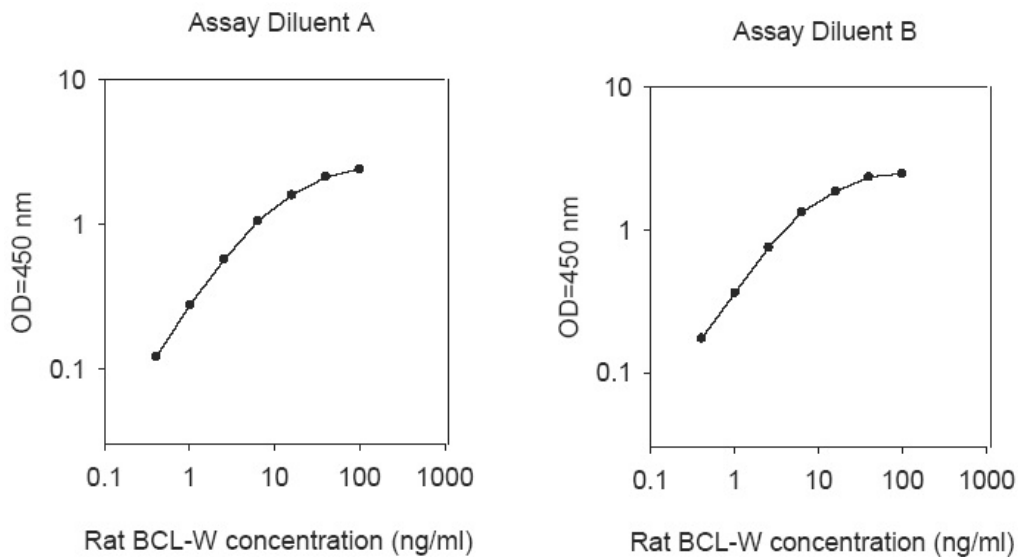 Assay Diluent A
10
1
0.1
OD=450 nm
0.1 1 10 100 1000
Rat BCL-W concentration (ng/ml)
Assay Diluent B
10
1
0.1
OD=450 nm
0.1 1 10 100 1000
Rat BCL-W concentration (ng/ml)